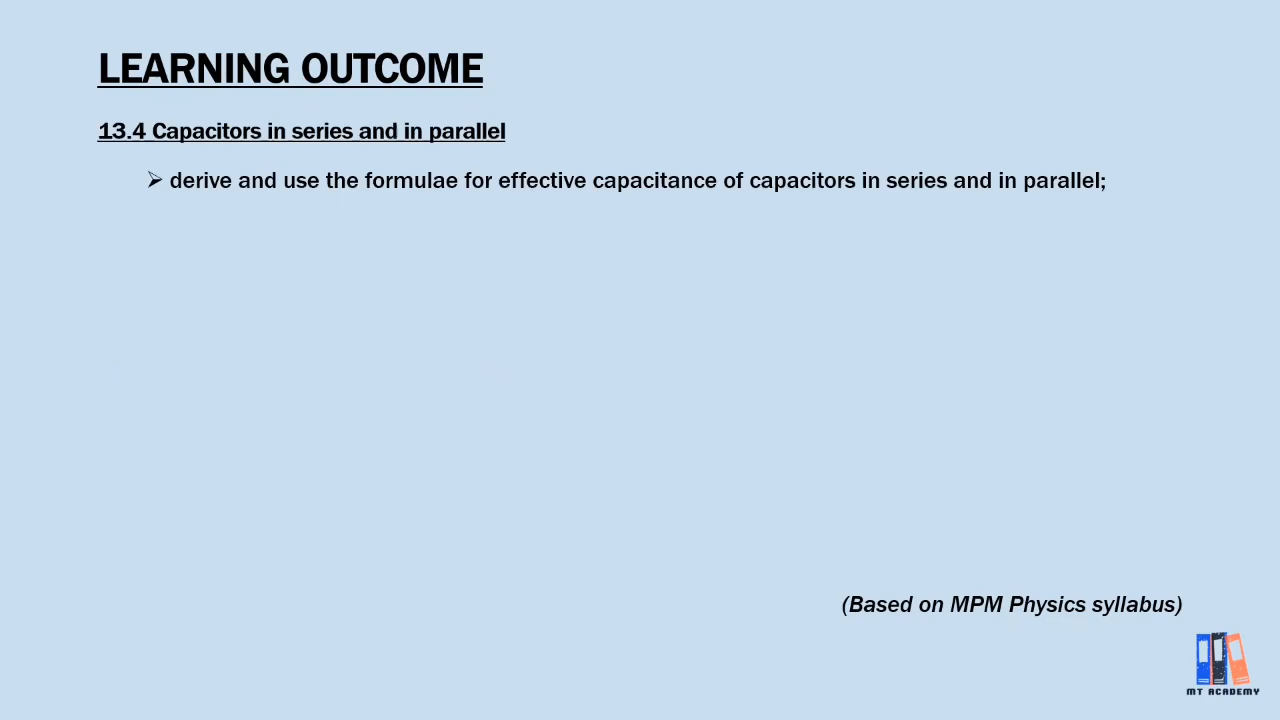 LEARNING OUTCOME
13.4 Capacitors in series and in parallel
➢ derive and use the formulae for effective capacitance of capacitors in series and in parallel;
(Based on MPM Physics syllabus)
MT ACADEMY